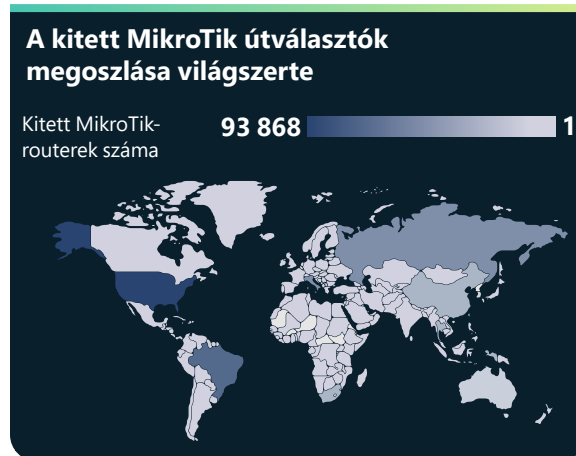 A kitett MikroTik útválasztók
megoszlása világszerte
Kitett MikroTik-
routerek száma
93 868
1